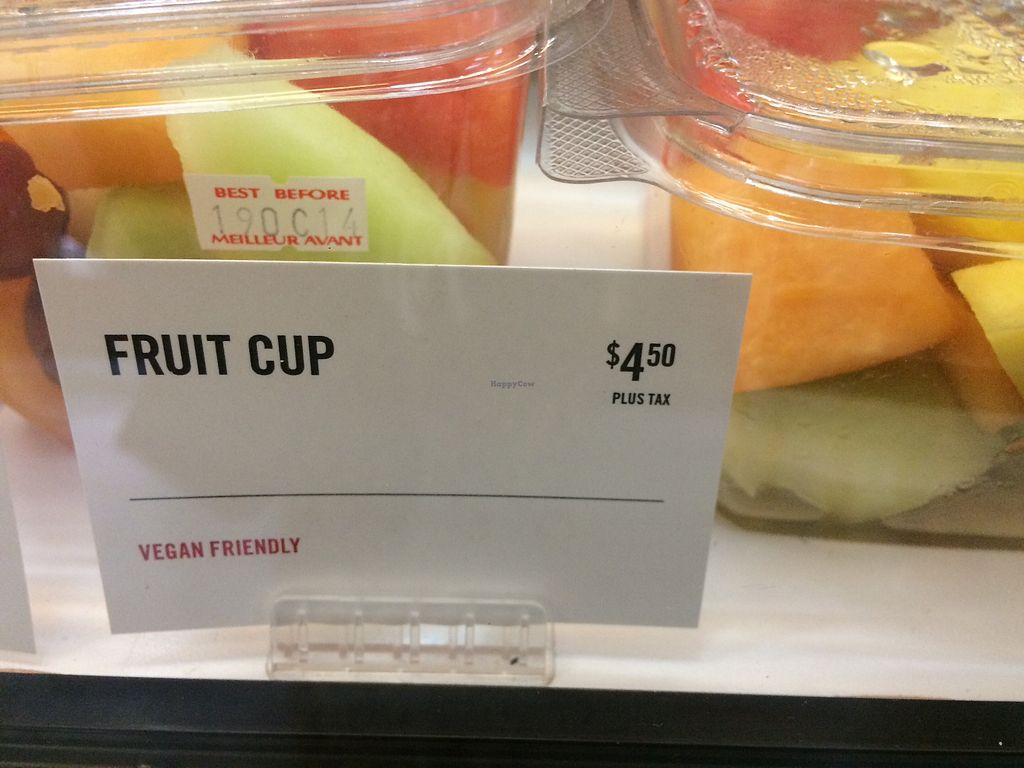 BEST BEFORE
19OC14
MEILLEUR AVANT
FRUIT CUP
$4.50
PLUS TAX
HappyCow
VEGAN FRIENDLY